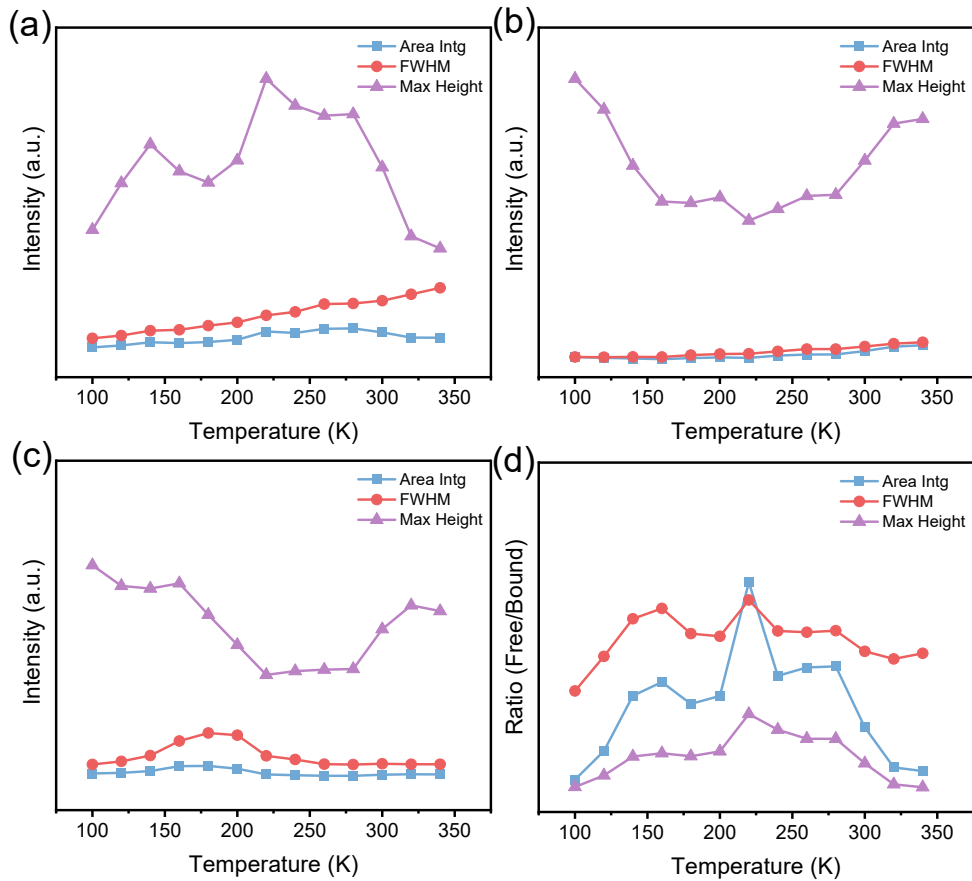 (a)
Area Intg
FWHM
Max Height
Intensity (a.u.)
100 150 200 250 300 350
Temperature (K)
(b)
Area Intg
FWHM
Max Height
Intensity (a.u.)
100 150 200 250 300 350
Temperature (K)
(c)
Area Intg
FWHM
Max Height
Intensity (a.u.)
100 150 200 250 300 350
Temperature (K)
(d)
Area Intg
FWHM
Max Height
Ratio (Free/Bound)
100 150 200 250 300 350
Temperature (K)